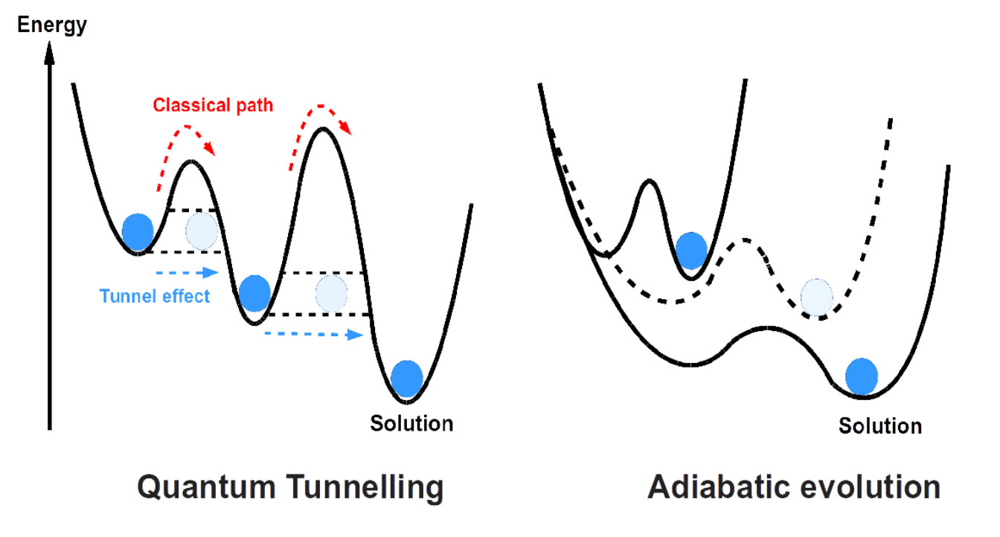 Energy
Classical path
Tunnel effect
Solution
Quantum Tunnelling
Solution
Adiabatic evolution